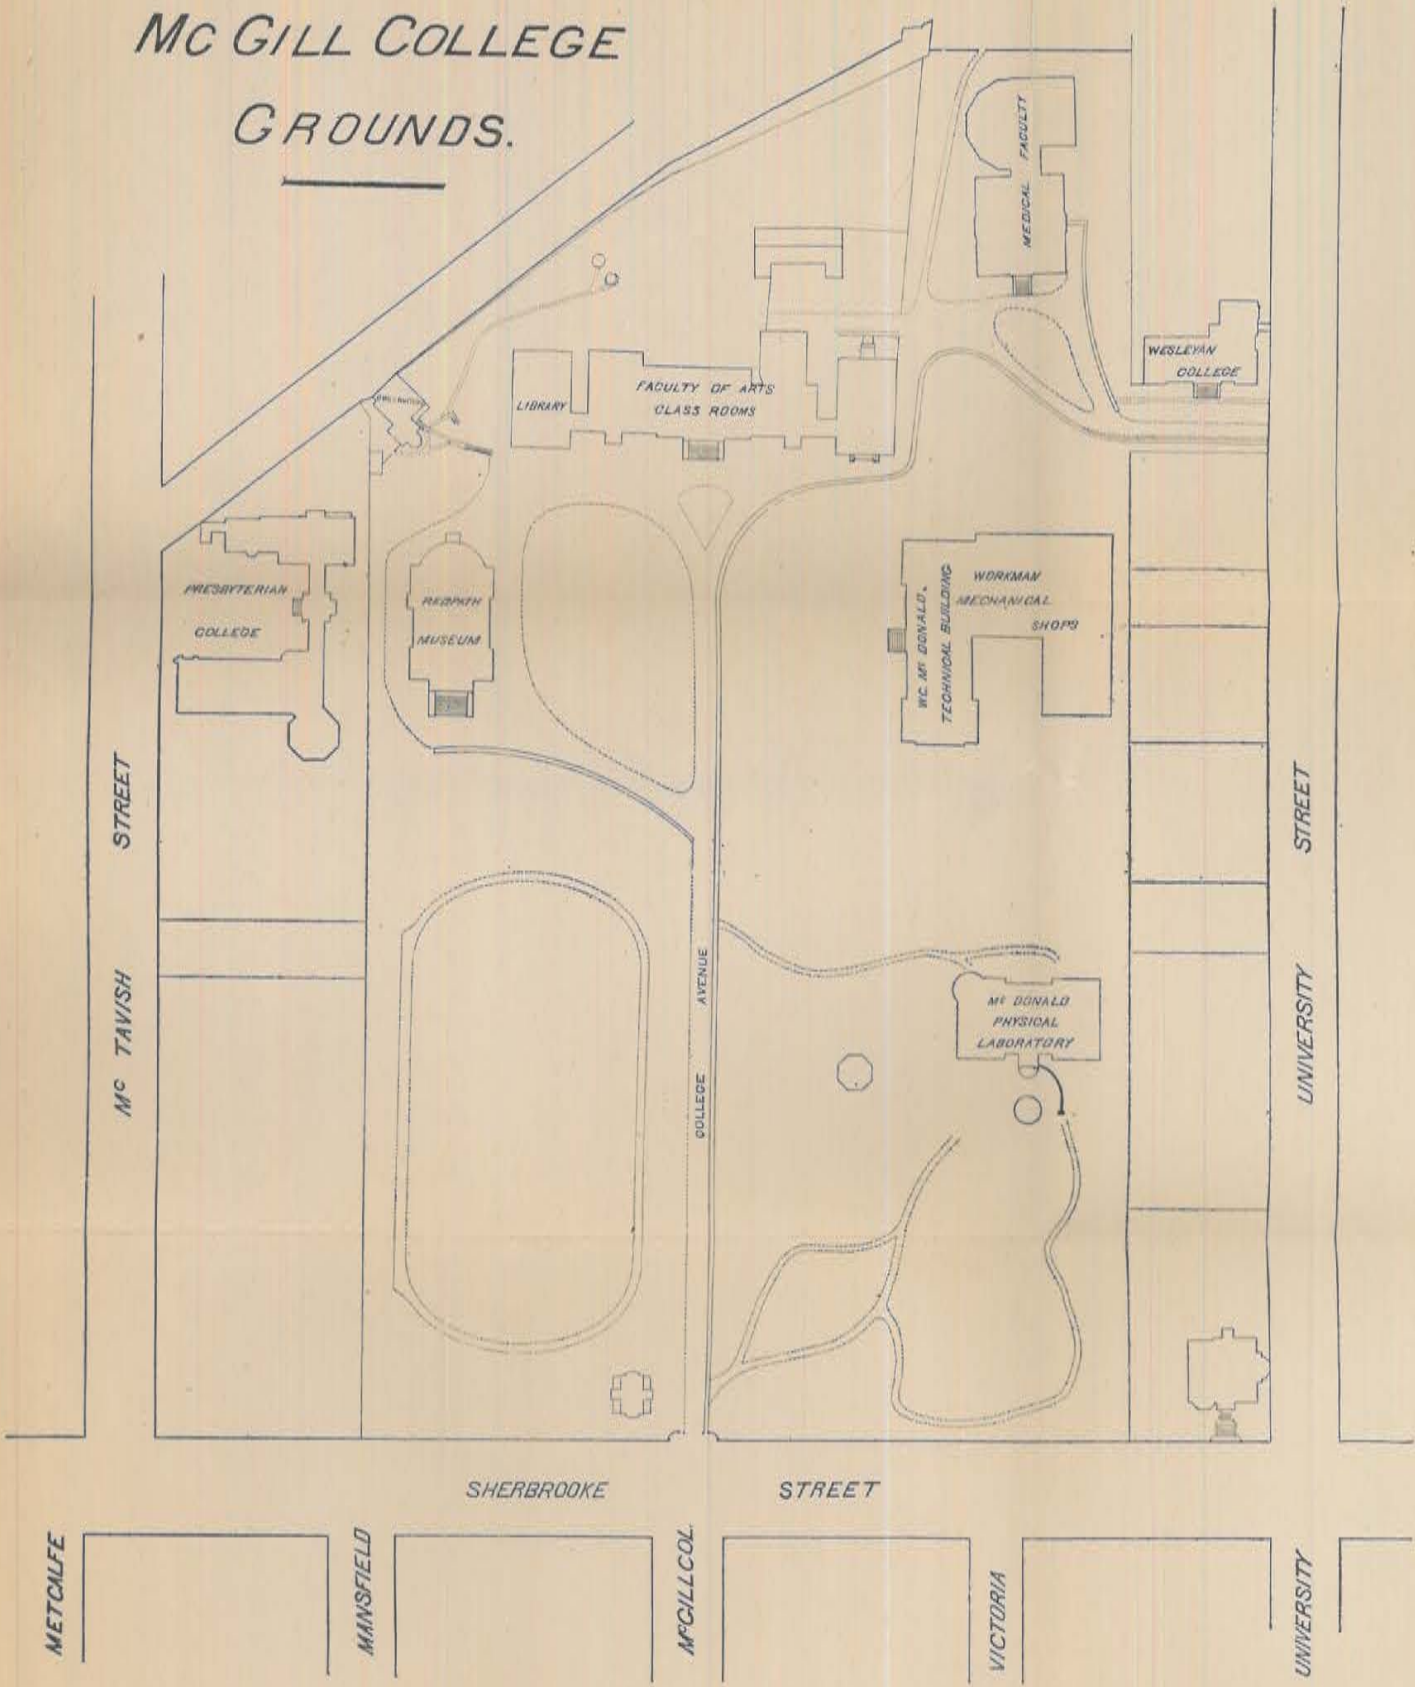 Mc GILL COLLEGE
GROUNDS.
MEDICAL FACULTY
WESLEYAN
COLLEGE
LIBRARY
FACULTY OF ARTS
CLASS ROOMS
PRESBYTERIAN
COLLEGE
REDPATH
MUSEUM
W.C. Mc DONALD.
TECHNICAL BUILDING
WORKMAN
MECHANICAL
SHOPS
Mc TAVISH STREET
COLLEGE AVENUE
Mc DONALD
PHYSICAL
LABORATORY
UNIVERSITY STREET
SHERBROOKE STREET
METCALFE
MANSFIELD
McGILL COL.
VICTORIA
UNIVERSITY